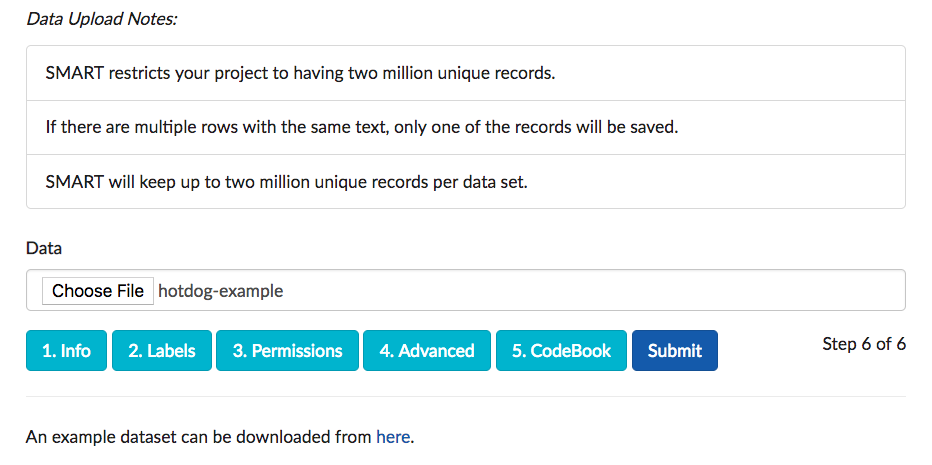 Data Upload Notes:
SMART restricts your project to having two million unique records.
If there are multiple rows with the same text, only one of the records will be saved.
SMART will keep up to two million unique records per data set.
Data
Choose File hotdog-example
1. Info 2. Labels 3. Permissions 4. Advanced 5. CodeBook Submit Step 6 of 6
An example dataset can be downloaded from here.